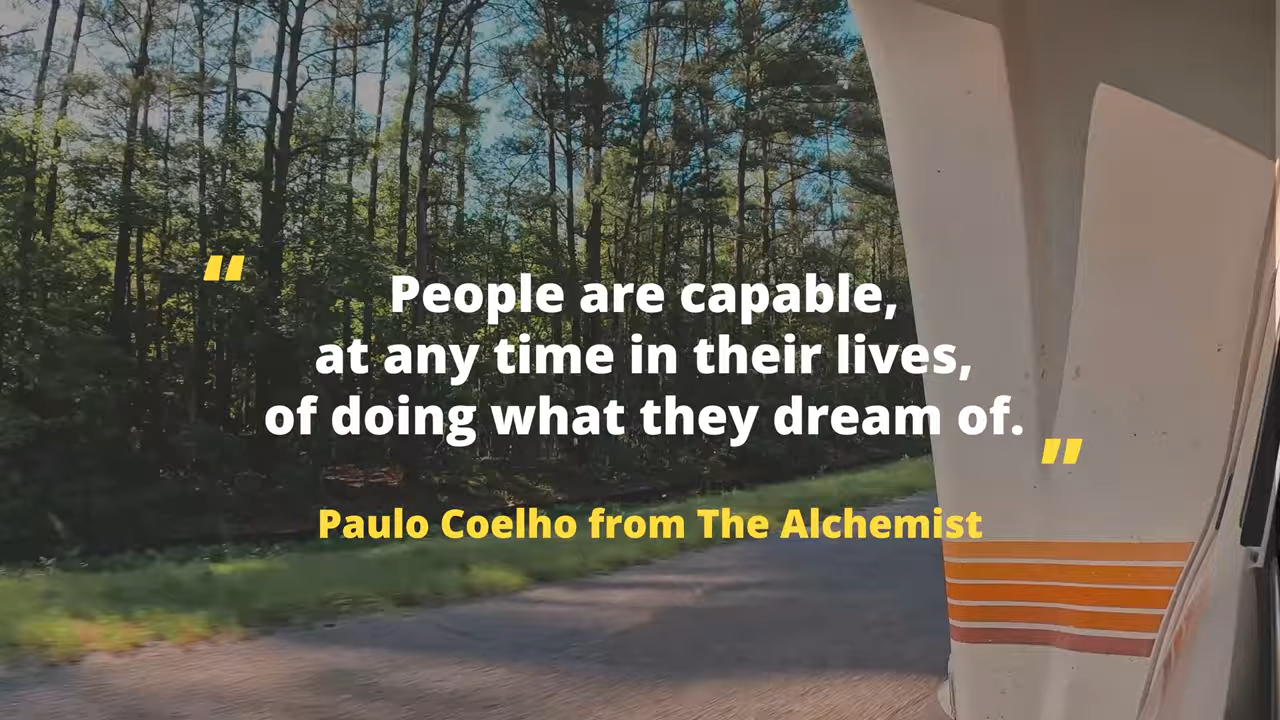 “
People are capable,
at any time in their lives,
of doing what they dream of.
”
Paulo Coelho from The Alchemist